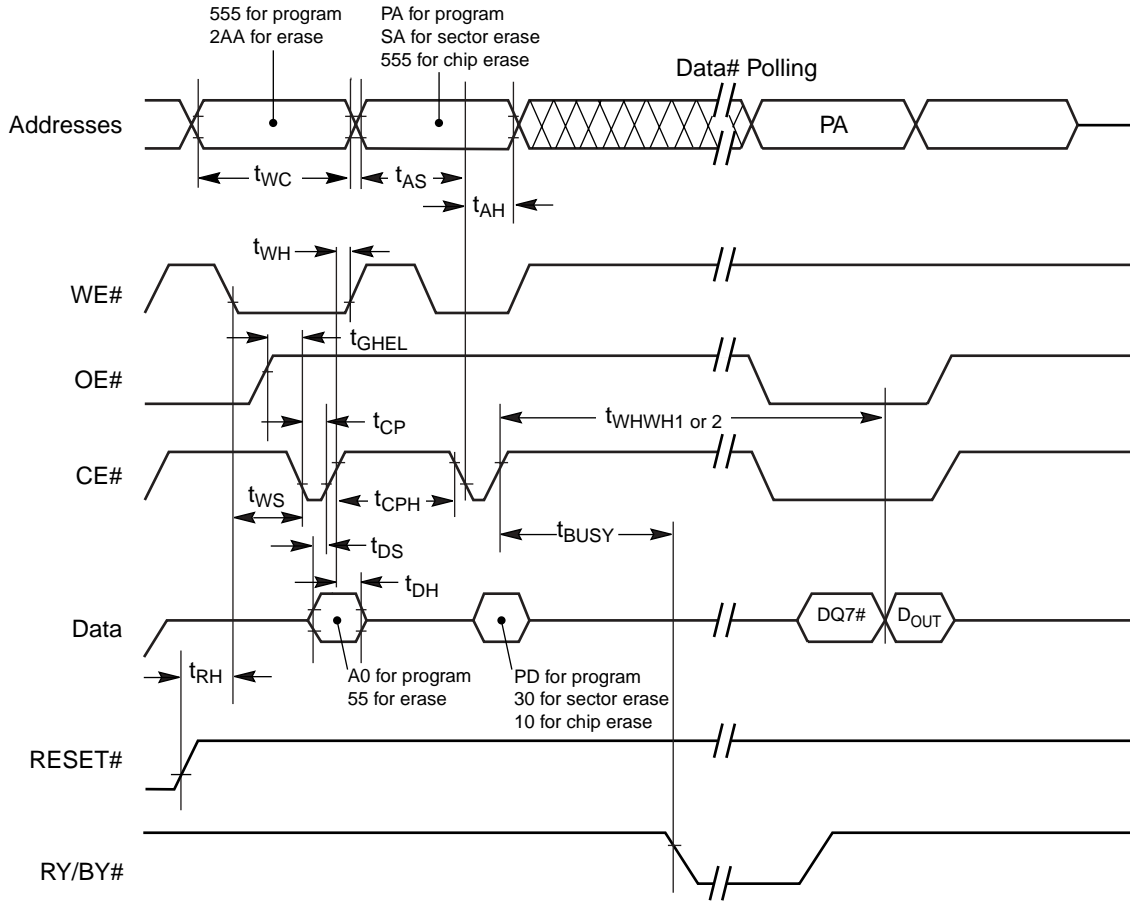 555 for program
2AA for erase
PA for program
SA for sector erase
555 for chip erase
Data# Polling
Addresses
PA
tWC
tAS
tAH
tWH
WE#
tGHEL
OE#
tWHWH1 or 2
tCP
CE#
tWS
tCPH
tBUSY
tDS
tDH
Data
DQ7#
DOUT
tRH
A0 for program
55 for erase
PD for program
30 for sector erase
10 for chip erase
RESET#
RY/BY#